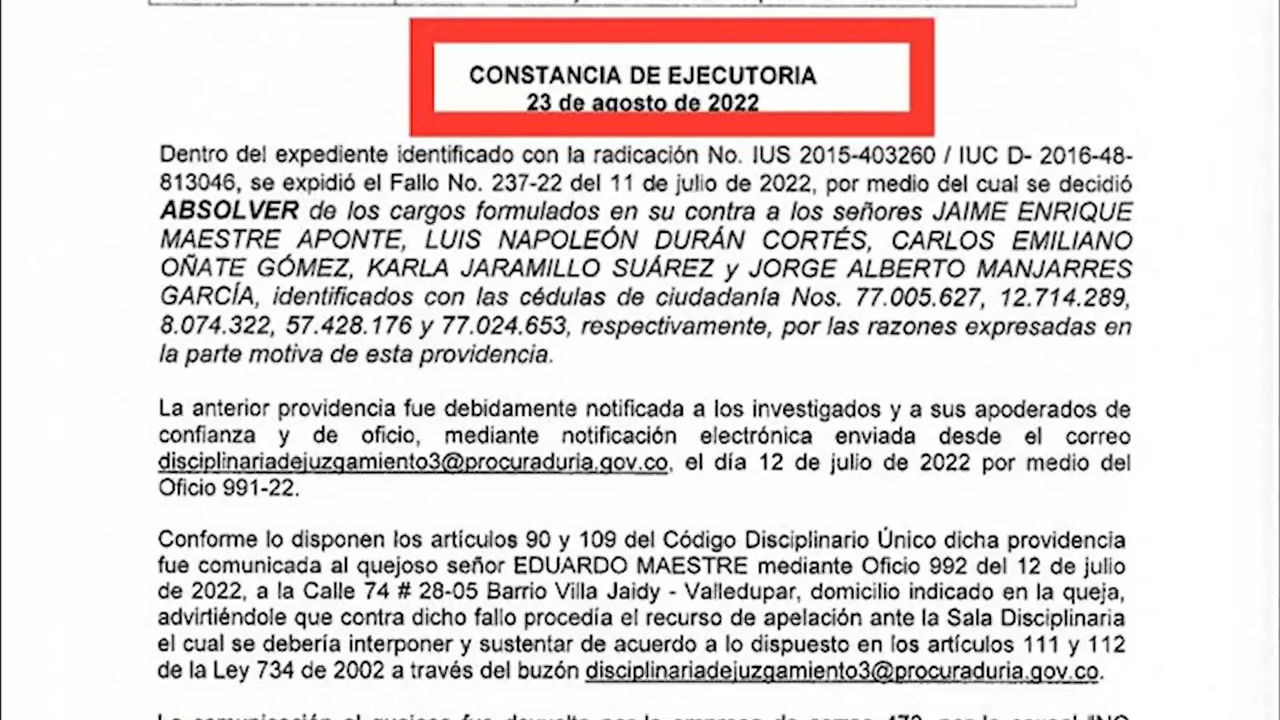 CONSTANCIA DE EJECUTORIA
23 de agosto de 2022
Dentro del expediente identificado con la radicación No. IUS 2015-403260 / IUC D- 2016-48-
813046, se expidió el Fallo No. 237-22 del 11 de julio de 2022, por medio del cual se decidió
ABSOLVER de los cargos formulados en su contra a los señores JAIME ENRIQUE
MAESTRE APONTE, LUIS NAPOLEÓN DURÁN CORTÉS, CARLOS EMILIANO
OÑATE GÓMEZ, KARLA JARAMILLO SUÁREZ y JORGE ALBERTO MANJARRES
GARCÍA, identificados con las cédulas de ciudadanía Nos. 77.005.627, 12.714.289,
8.074.322, 57.428.176 y 77.024.653, respectivamente, por las razones expresadas en
la parte motiva de esta providencia.
La anterior providencia fue debidamente notificada a los investigados y a sus apoderados de
confianza y de oficio, mediante notificación electrónica enviada desde el correo
disciplinariadejuzgamiento3@procuraduria.gov.co, el día 12 de julio de 2022 por medio del
Oficio 991-22.
Conforme lo disponen los artículos 90 y 109 del Código Disciplinario Único dicha providencia
fue comunicada al quejoso señor EDUARDO MAESTRE mediante Oficio 992 del 12 de julio
de 2022, a la Calle 74 # 28-05 Barrio Villa Jaidy - Valledupar, domicilio indicado en la queja,
advirtiéndole que contra dicho fallo procedía el recurso de apelación ante la Sala Disciplinaria
el cual se debería interponer y sustentar de acuerdo a lo dispuesto en los artículos 111 y 112
de la Ley 734 de 2002 a través del buzón disciplinariadejuzgamiento3@procuraduria.gov.co.